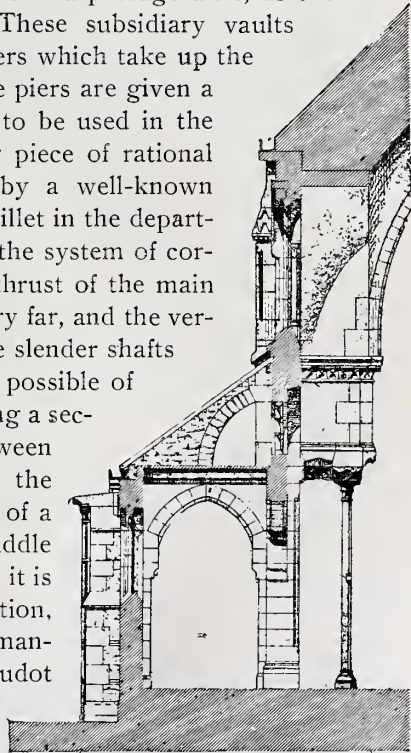 These subsidiary vaults
ers which take up the
e piers are given a
to be used in the
piece of rational
by a well-known
illet in the depart-
the system of cor-
thrust of the main
ry far, and the ver-
e slender shafts
possible of
ng a sec-
ween
the
of a
ddle
it is
tion,
man-
udot